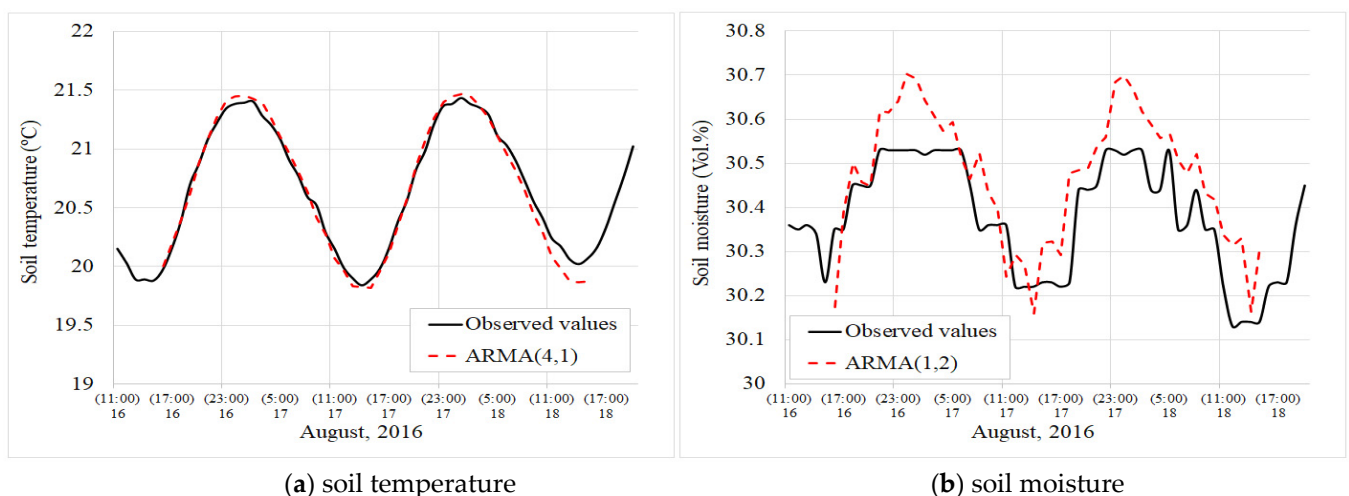 22
21.5
21
20.5
20
19.5
19
Soil temperature (ºC)
Observed values
ARMA(4,1)
(11:00) (17:00) (23:00) (5:00) (11:00) (17:00) (23:00) (5:00) (11:00) (17:00)
16 16 16 17 17 17 17 18 18 18
August, 2016
(a) soil temperature
30.8
30.7
30.6
30.5
30.4
30.3
30.2
30.1
30
Soil moisture (Vol.%)
Observed values
ARMA(1,2)
(11:00) (17:00) (23:00) (5:00) (11:00) (17:00) (23:00) (5:00) (11:00) (17:00)
16 16 16 17 17 17 17 18 18 18
August, 2016
(b) soil moisture